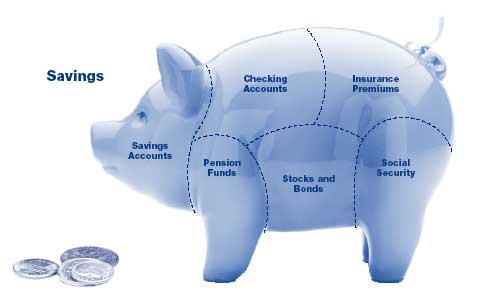 Savings
Checking
Accounts
Insurance
Premiums
Savings
Accounts
Pension
Funds
Stocks and
Bonds
Social
Security